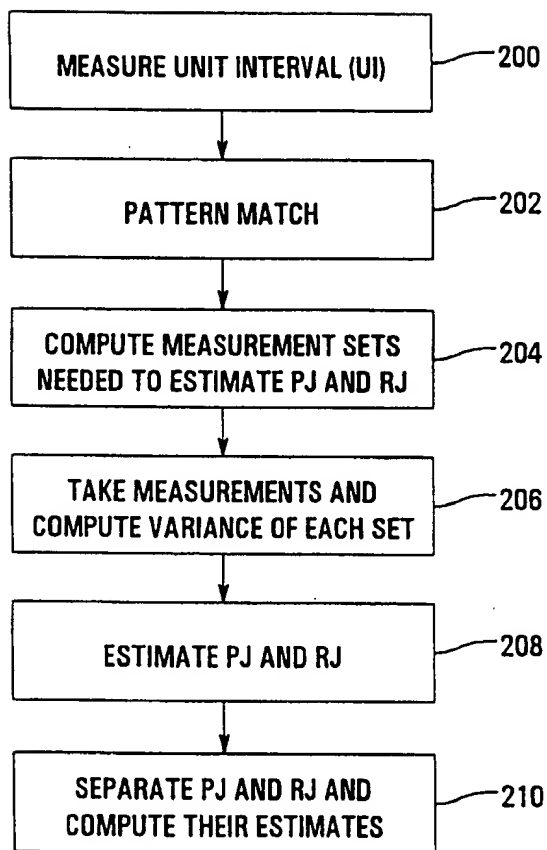 MEASURE UNIT INTERVAL (UI)
200
PATTERN MATCH
202
COMPUTE MEASUREMENT SETS
NEEDED TO ESTIMATE PJ AND RJ
204
TAKE MEASUREMENTS AND
COMPUTE VARIANCE OF EACH SET
206
ESTIMATE PJ AND RJ
208
SEPARATE PJ AND RJ AND
COMPUTE THEIR ESTIMATES
210